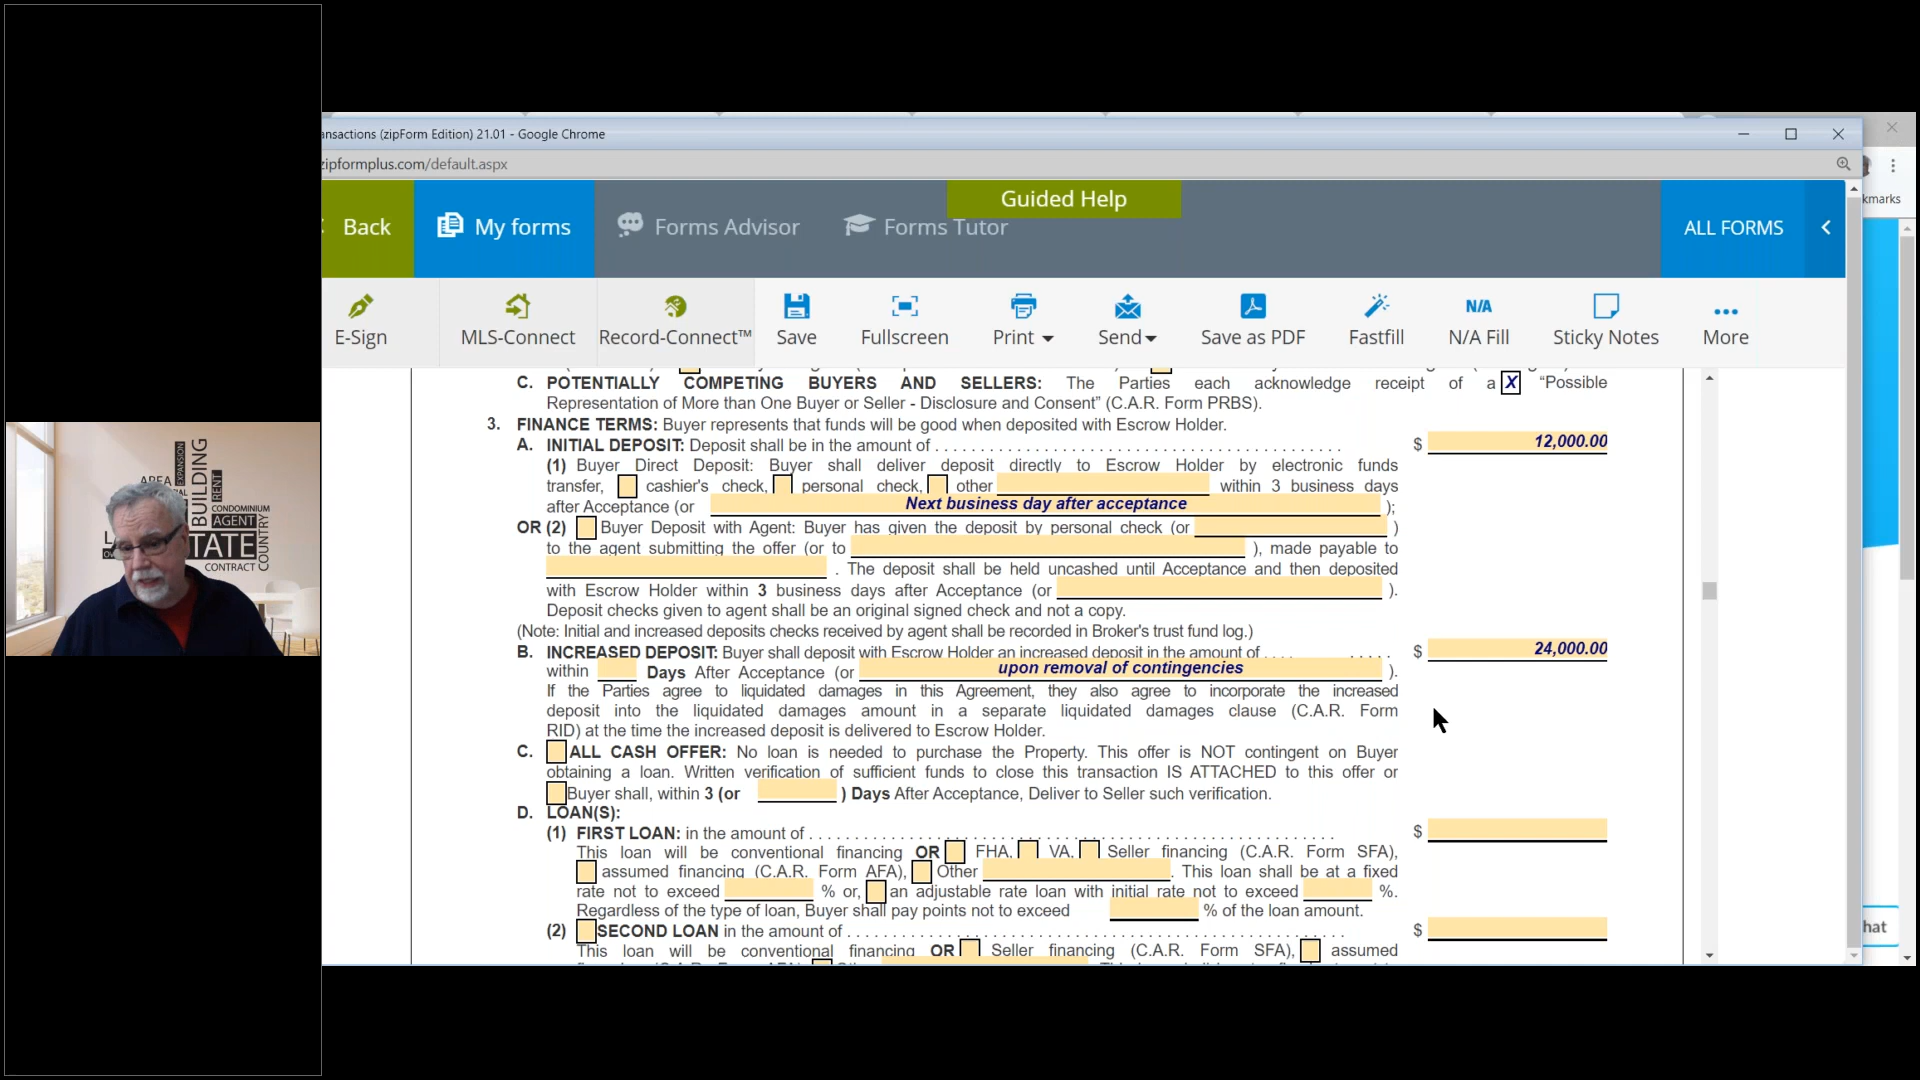 ansactions (zipForm Edition) 21.01 - Google Chrome
zipformplus.com/default.aspx
kmarks
Guided Help
Back
My forms
Forms Advisor
Forms Tutor
ALL FORMS
E-Sign
MLS-Connect
Record-Connect™
Save
Fullscreen
Print
Send
Save as PDF
Fastfill
N/A
N/A Fill
Sticky Notes
More
C. POTENTIALLY COMPETING BUYERS AND SELLERS: The Parties each acknowledge receipt of a X “Possible
Representation of More than One Buyer or Seller - Disclosure and Consent” (C.A.R. Form PRBS).
3. FINANCE TERMS: Buyer represents that funds will be good when deposited with Escrow Holder.
A. INITIAL DEPOSIT: Deposit shall be in the amount of . . . . . . . . . . . . . . . . . . . . . . . . . . . . . . . . . . . . . . . . $ 12,000.00
(1) Buyer Direct Deposit: Buyer shall deliver deposit directly to Escrow Holder by electronic funds
transfer, cashier's check, personal check, other within 3 business days
after Acceptance (or Next business day after acceptance );
OR (2) Buyer Deposit with Agent: Buyer has given the deposit by personal check (or )
to the agent submitting the offer (or to ), made payable to
. The deposit shall be held uncashed until Acceptance and then deposited
with Escrow Holder within 3 business days after Acceptance (or ).
Deposit checks given to agent shall be an original signed check and not a copy.
(Note: Initial and increased deposits checks received by agent shall be recorded in Broker's trust fund log.)
B. INCREASED DEPOSIT: Buyer shall deposit with Escrow Holder an increased deposit in the amount of . . . . . . . . . $ 24,000.00
within Days After Acceptance (or upon removal of contingencies ).
If the Parties agree to liquidated damages in this Agreement, they also agree to incorporate the increased
deposit into the liquidated damages amount in a separate liquidated damages clause (C.A.R. Form
RID) at the time the increased deposit is delivered to Escrow Holder.
C. ALL CASH OFFER: No loan is needed to purchase the Property. This offer is NOT contingent on Buyer
obtaining a loan. Written verification of sufficient funds to close this transaction IS ATTACHED to this offer or
Buyer shall, within 3 (or ) Days After Acceptance, Deliver to Seller such verification.
D. LOAN(S):
(1) FIRST LOAN: in the amount of . . . . . . . . . . . . . . . . . . . . . . . . . . . . . . . . . . . . . . . . . . . . . . . . $
This loan will be conventional financing OR FHA, VA, Seller financing (C.A.R. Form SFA),
assumed financing (C.A.R. Form AFA), Other . This loan shall be at a fixed
rate not to exceed % or, an adjustable rate loan with initial rate not to exceed %.
Regardless of the type of loan, Buyer shall pay points not to exceed % of the loan amount.
(2) SECOND LOAN in the amount of . . . . . . . . . . . . . . . . . . . . . . . . . . . . . . . . . . . . . . . . . . . . . . $
This loan will be conventional financing OR Seller financing (C.A.R. Form SFA), assumed
hat
AREA
EXPANSION
BUILDING
RENT
CONDOMINIUM
AGENT
TATE
COUNTRY
CONTRACT